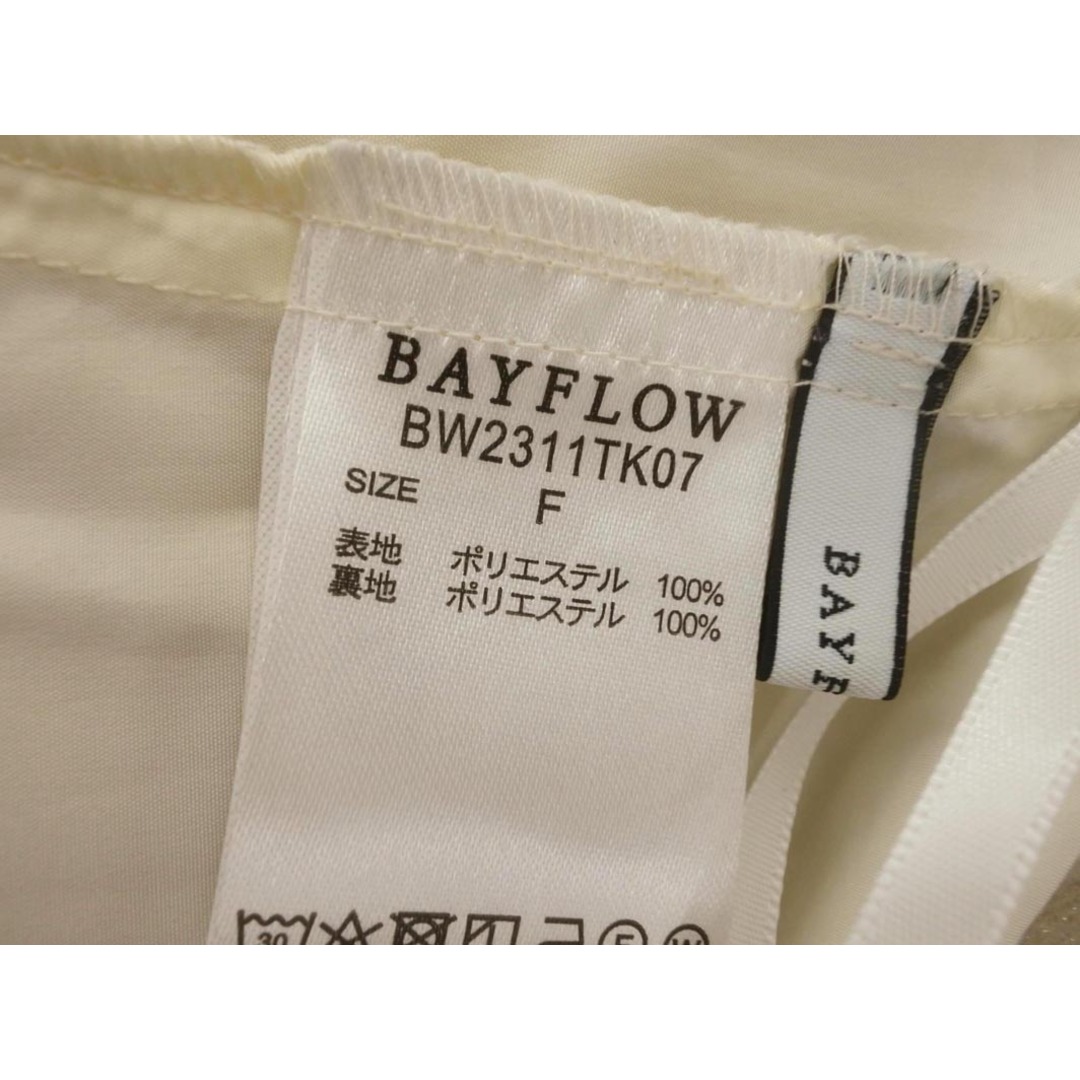 BAYFLOW
BW2311TK07
SIZE F
表地 ポリエステル 100%
裏地 ポリエステル 100%
30
F
W
BAYF